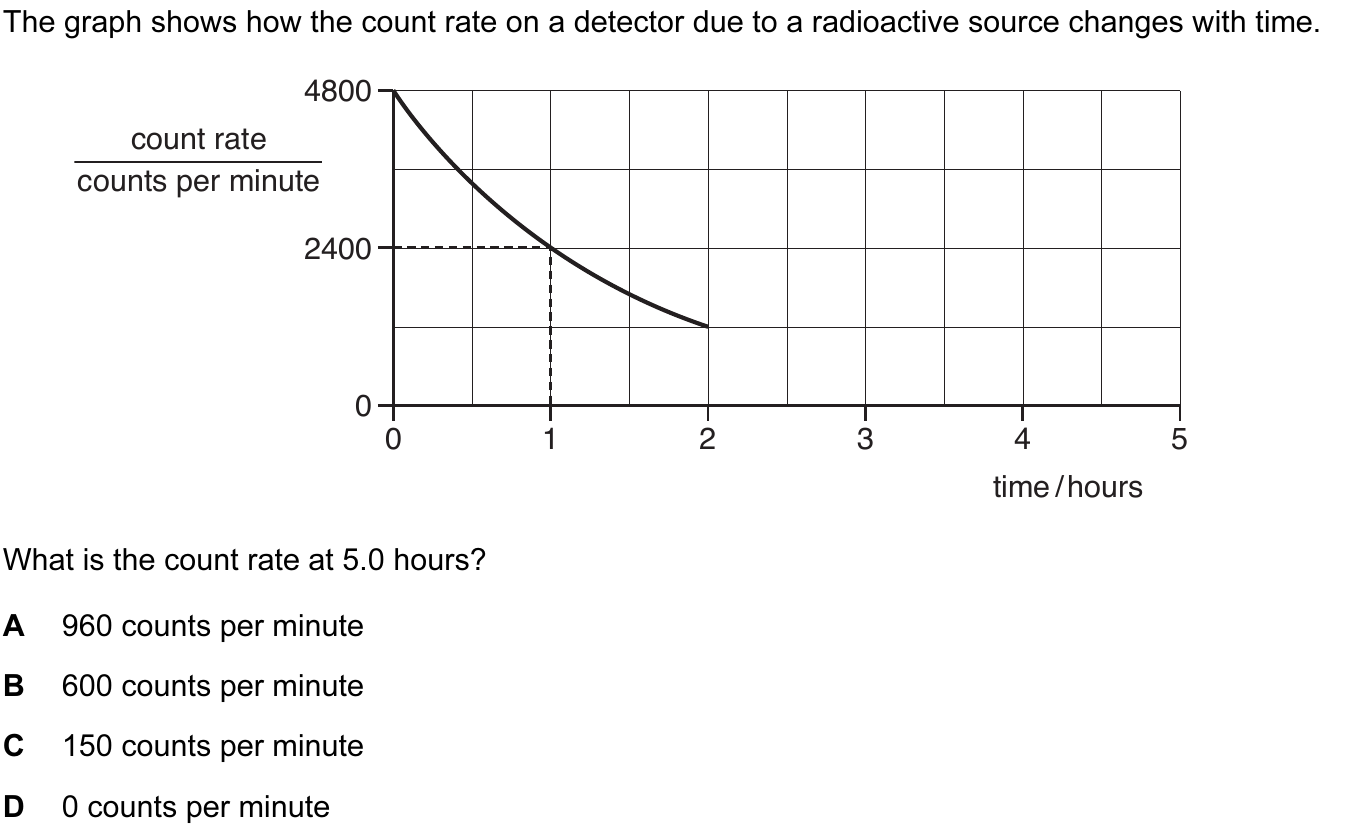 The graph shows how the count rate on a detector due to a radioactive source changes with time.
4800
count rate
counts per minute
2400
0
0 1 2 3 4 5
time / hours
What is the count rate at 5.0 hours?
A 960 counts per minute
B 600 counts per minute
C 150 counts per minute
D 0 counts per minute